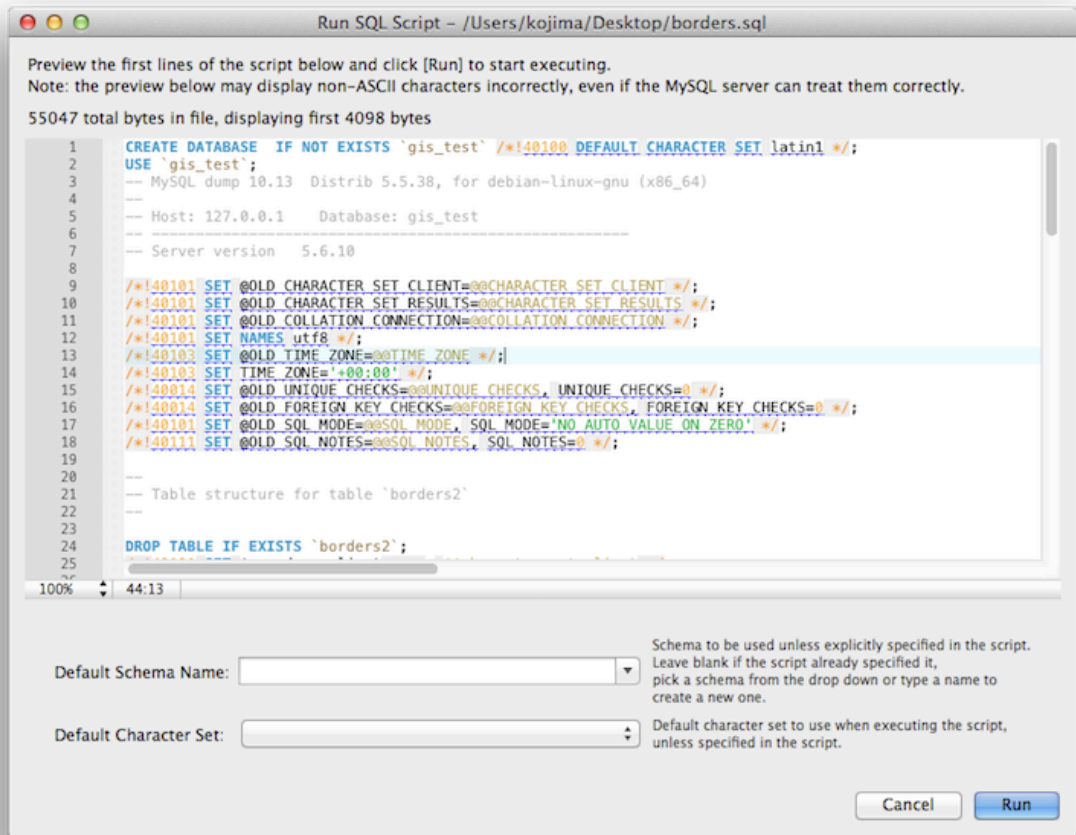 Run SQL Script – /Users/kojima/Desktop/borders.sql
Preview the first lines of the script below and click [Run] to start executing.
Note: the preview below may display non-ASCII characters incorrectly, even if the MySQL server can treat them correctly.
55047 total bytes in file, displaying first 4098 bytes
1 CREATE DATABASE  IF NOT EXISTS `gis_test` /*!40100 DEFAULT CHARACTER SET latin1 */;
2 USE `gis_test`;
3 -- MySQL dump 10.13  Distrib 5.5.38, for debian-linux-gnu (x86_64)
4 --
5 -- Host: 127.0.0.1    Database: gis_test
6 -- ------------------------------------------------------
7 -- Server version   5.6.10
8
9 /*!40101 SET @OLD_CHARACTER_SET_CLIENT=@@CHARACTER_SET_CLIENT */;
10 /*!40101 SET @OLD_CHARACTER_SET_RESULTS=@@CHARACTER_SET_RESULTS */;
11 /*!40101 SET @OLD_COLLATION_CONNECTION=@@COLLATION_CONNECTION */;
12 /*!40101 SET NAMES utf8 */;
13 /*!40103 SET @OLD_TIME_ZONE=@@TIME_ZONE */;
14 /*!40103 SET TIME_ZONE='+00:00' */;
15 /*!40014 SET @OLD_UNIQUE_CHECKS=@@UNIQUE_CHECKS, UNIQUE_CHECKS=0 */;
16 /*!40014 SET @OLD_FOREIGN_KEY_CHECKS=@@FOREIGN_KEY_CHECKS, FOREIGN_KEY_CHECKS=0 */;
17 /*!40101 SET @OLD_SQL_MODE=@@SQL_MODE, SQL_MODE='NO_AUTO_VALUE_ON_ZERO' */;
18 /*!40111 SET @OLD_SQL_NOTES=@@SQL_NOTES, SQL_NOTES=0 */;
19
20 --
21 -- Table structure for table `borders2`
22 --
23
24 DROP TABLE IF EXISTS `borders2`;
25
100% 44:13
Default Schema Name:
Schema to be used unless explicitly specified in the script.
Leave blank if the script already specified it,
pick a schema from the drop down or type a name to
create a new one.
Default Character Set:
Default character set to use when executing the script,
unless specified in the script.
Cancel Run